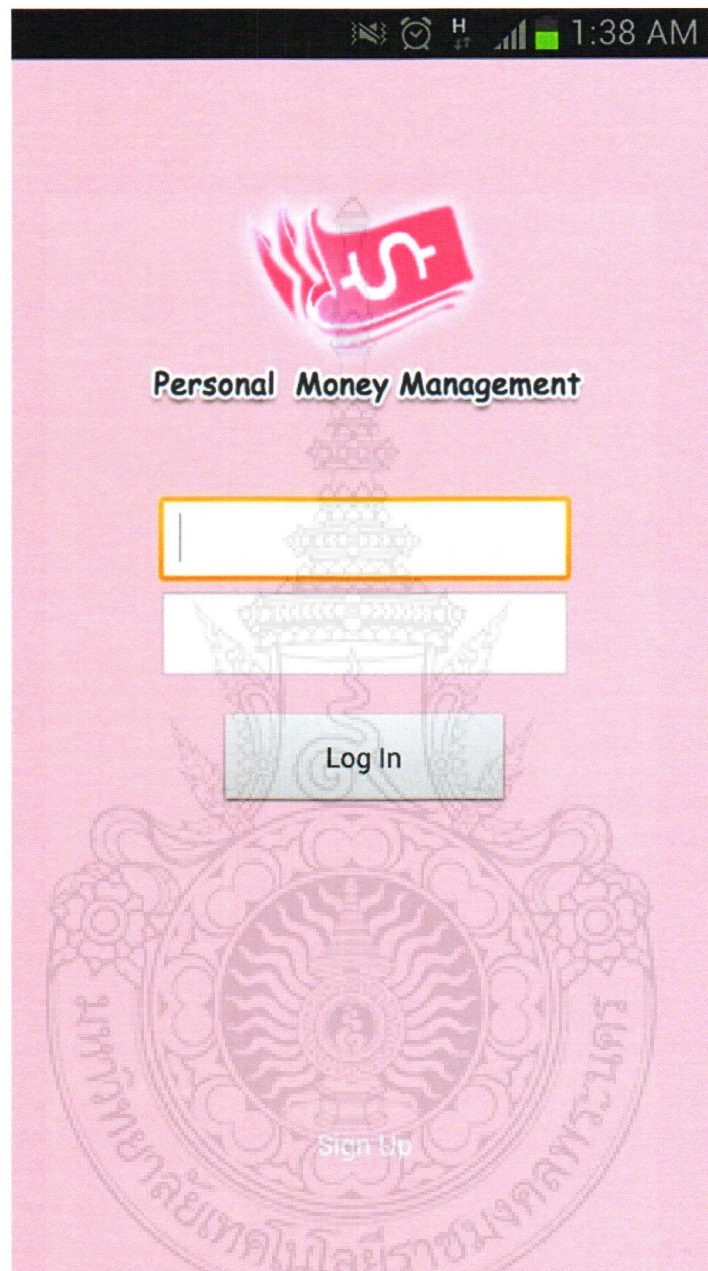 H 1:38 AM
$
Personal Money Management
Log In
Sign Up
มหาวิทยาลัยเทคโนโลยีราชมงคลพระนคร